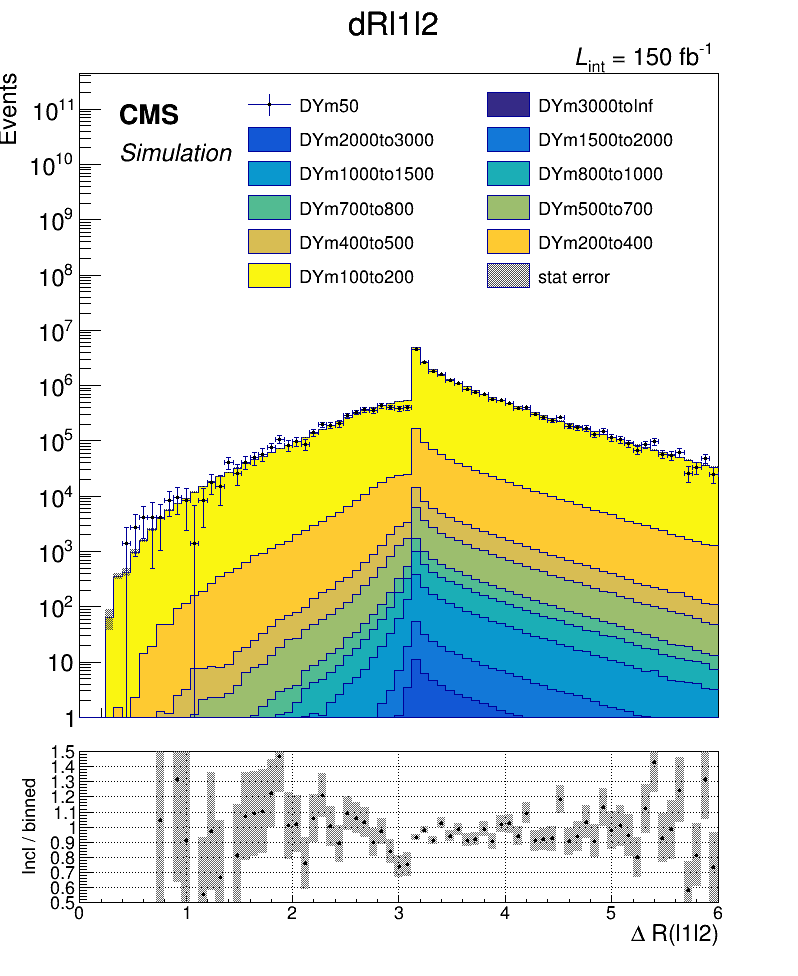 dRl1l2
L_int = 150 fb^-1
Events
CMS
Simulation
DYm50
DYm3000toInf
DYm2000to3000
DYm1500to2000
DYm1000to1500
DYm800to1000
DYm700to800
DYm500to700
DYm400to500
DYm200to400
DYm100to200
stat error
10^11
10^10
10^9
10^8
10^7
10^6
10^5
10^4
10^3
10^2
10
1
Incl / binned
1.5
1.4
1.3
1.2
1.1
1
0.9
0.8
0.7
0.6
0.5
0 1 2 3 4 5 6
Δ R(l1l2)